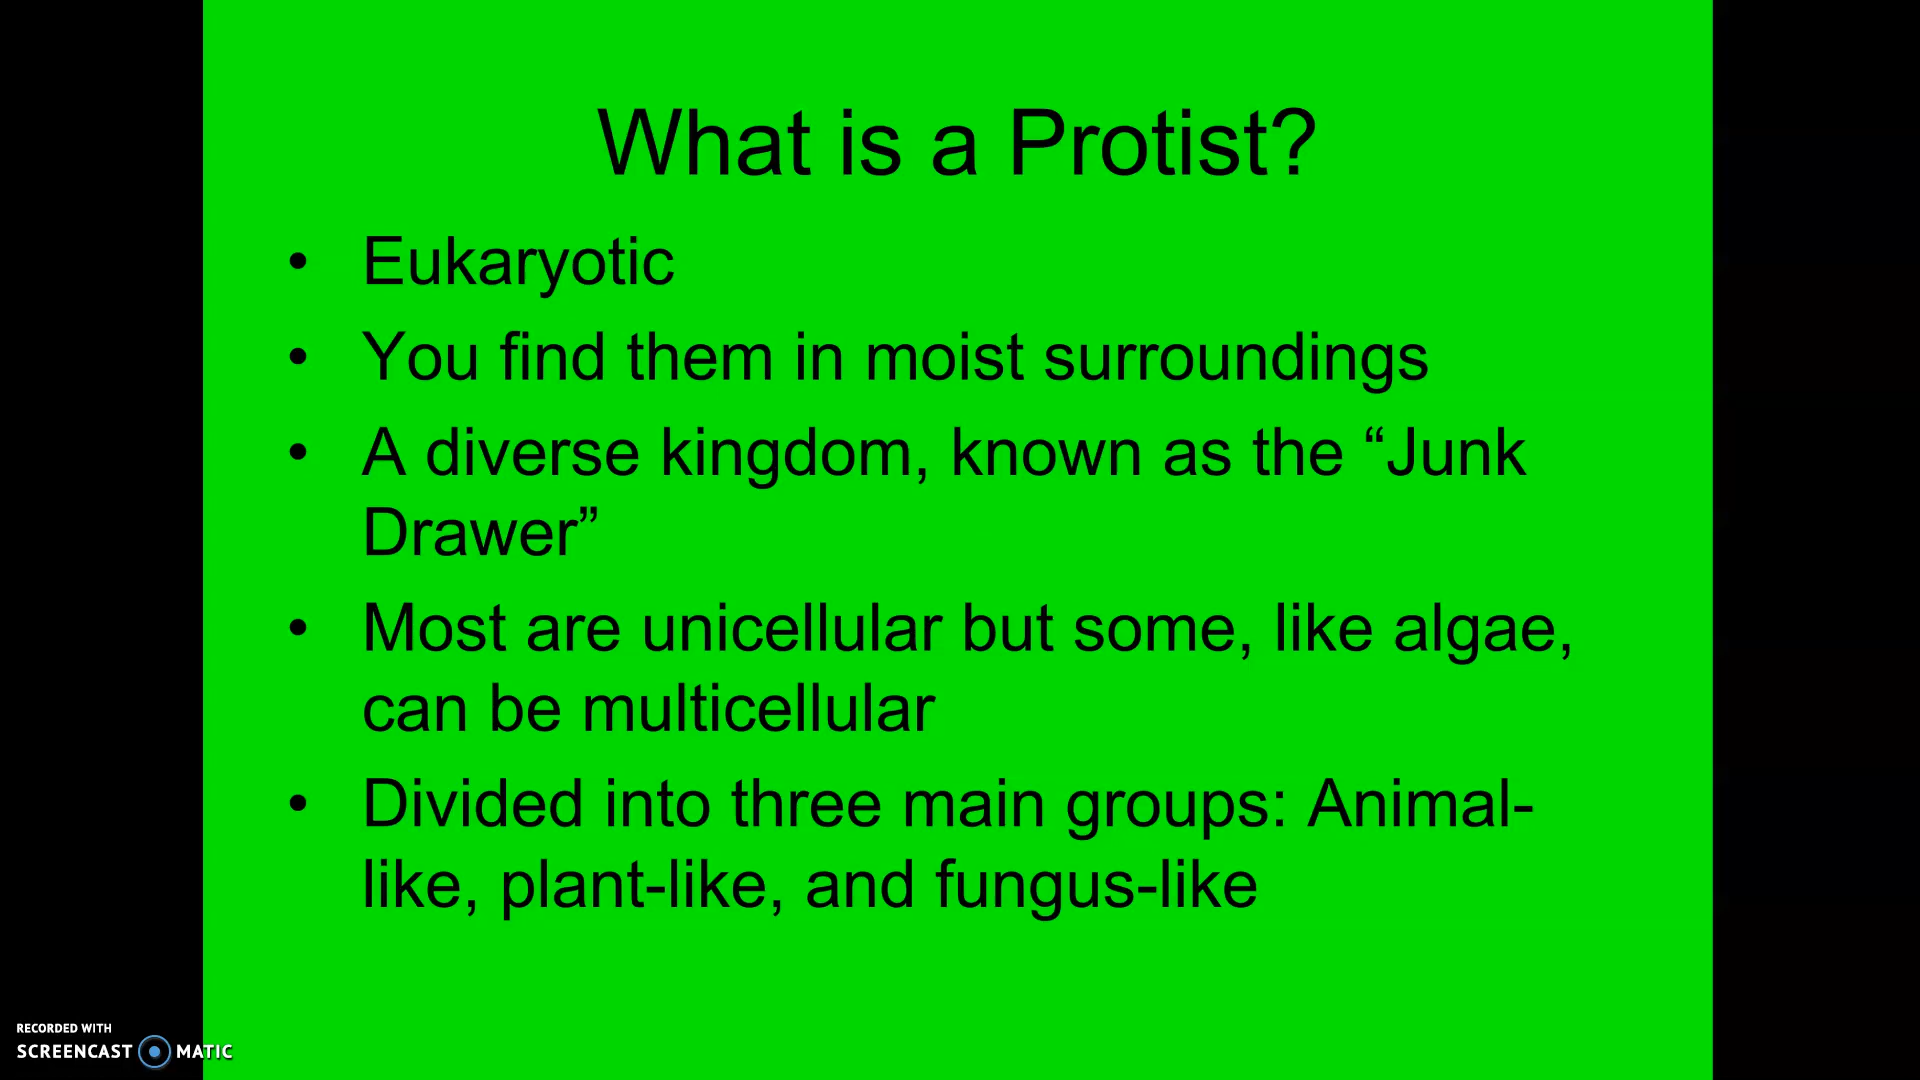 What is a Protist?
• Eukaryotic
• You find them in moist surroundings
• A diverse kingdom, known as the “Junk
Drawer”
• Most are unicellular but some, like algae,
can be multicellular
• Divided into three main groups: Animal-
like, plant-like, and fungus-like
RECORDED WITH
SCREENCAST MATIC